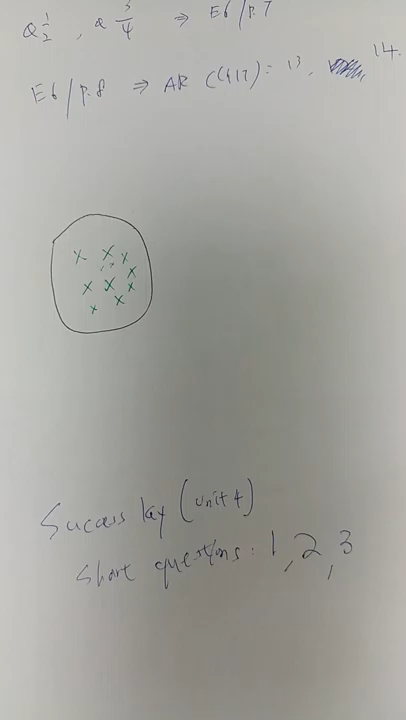 Q 1/2, Q 3/4 ⇒ E6/p.7
E6/p.8 ⇒ AR (C417): 13, 14.
x x x x x x x x x
Success key (unit 4)
Short questions: 1, 2, 3